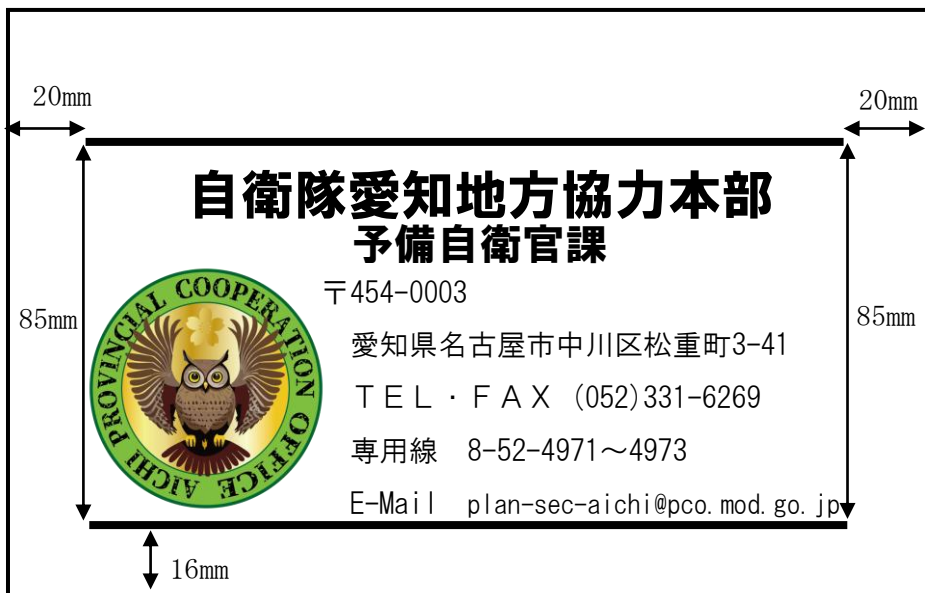 20㎜
20㎜
自衛隊愛知地方協力本部
予備自衛官課
〒454-0003
愛知県名古屋市中川区松重町3-41
ＴＥＬ・ＦＡＸ (052)331-6269
専用線　8-52-4971～4973
E-Mail　plan-sec-aichi@pco.mod.go.jp
AICHI PROVINCIAL COOPERATION OFFICE
85㎜
85㎜
16㎜